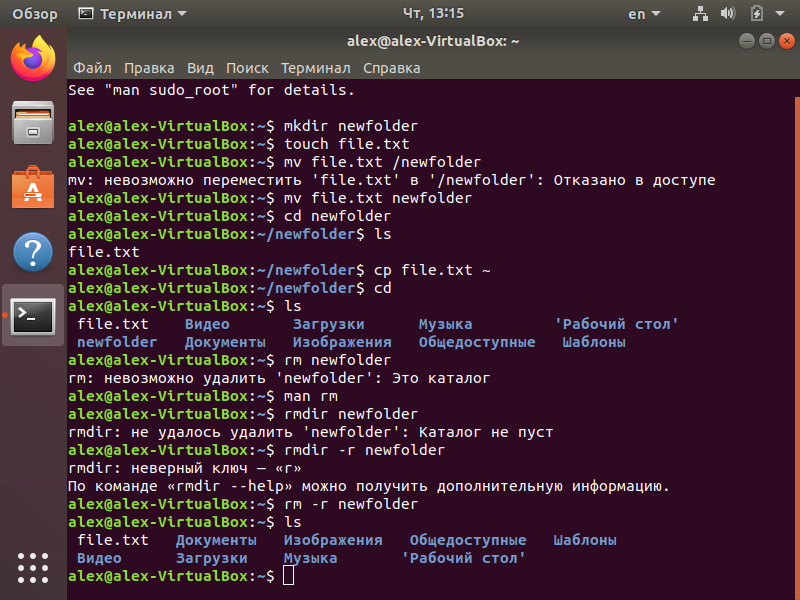 Обзор Терминал Чт, 13:15 en
alex@alex-VirtualBox: ~
Файл Правка Вид Поиск Терминал Справка
See "man sudo_root" for details.
alex@alex-VirtualBox:~$ mkdir newfolder
alex@alex-VirtualBox:~$ touch file.txt
alex@alex-VirtualBox:~$ mv file.txt /newfolder
mv: невозможно переместить 'file.txt' в '/newfolder': Отказано в доступе
alex@alex-VirtualBox:~$ mv file.txt newfolder
alex@alex-VirtualBox:~$ cd newfolder
alex@alex-VirtualBox:~/newfolder$ ls
file.txt
alex@alex-VirtualBox:~/newfolder$ cp file.txt ~
alex@alex-VirtualBox:~/newfolder$ cd
alex@alex-VirtualBox:~$ ls
file.txt Видео Загрузки Музыка 'Рабочий стол'
newfolder Документы Изображения Общедоступные Шаблоны
alex@alex-VirtualBox:~$ rm newfolder
rm: невозможно удалить 'newfolder': Это каталог
alex@alex-VirtualBox:~$ man rm
alex@alex-VirtualBox:~$ rmdir newfolder
rmdir: не удалось удалить 'newfolder': Каталог не пуст
alex@alex-VirtualBox:~$ rmdir -r newfolder
rmdir: неверный ключ — «r»
По команде «rmdir --help» можно получить дополнительную информацию.
alex@alex-VirtualBox:~$ rm -r newfolder
alex@alex-VirtualBox:~$ ls
file.txt Документы Изображения Общедоступные Шаблоны
Видео Загрузки Музыка 'Рабочий стол'
alex@alex-VirtualBox:~$